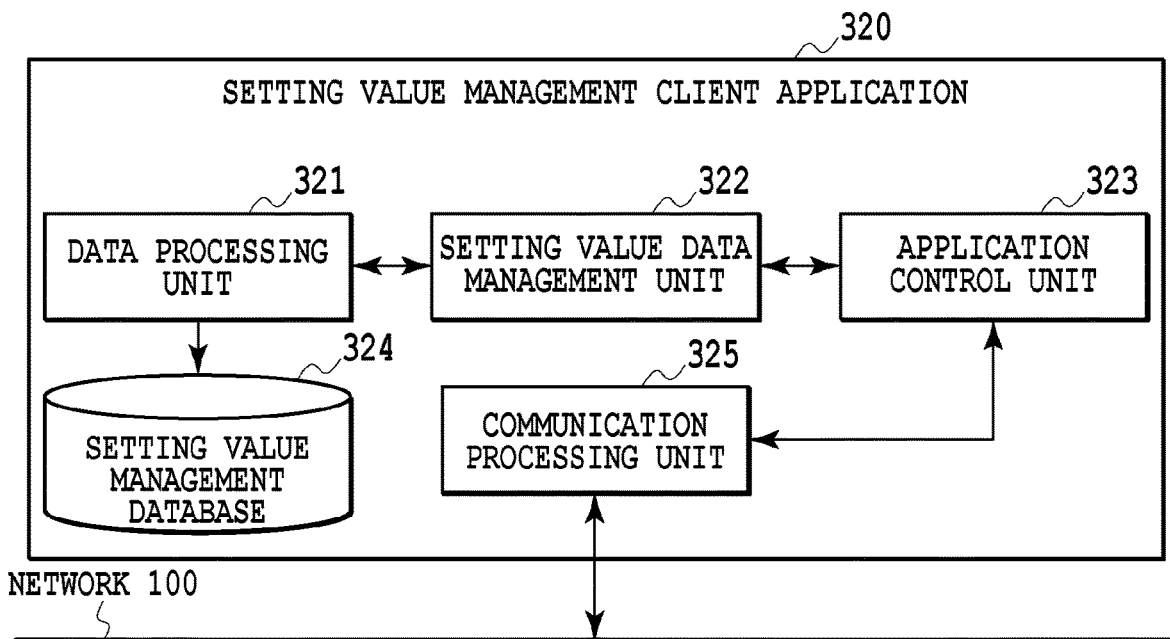 320
SETTING VALUE MANAGEMENT CLIENT APPLICATION
321
322
323
DATA PROCESSING
UNIT
SETTING VALUE DATA
MANAGEMENT UNIT
APPLICATION
CONTROL UNIT
324
325
SETTING VALUE
MANAGEMENT
DATABASE
COMMUNICATION
PROCESSING UNIT
NETWORK 100